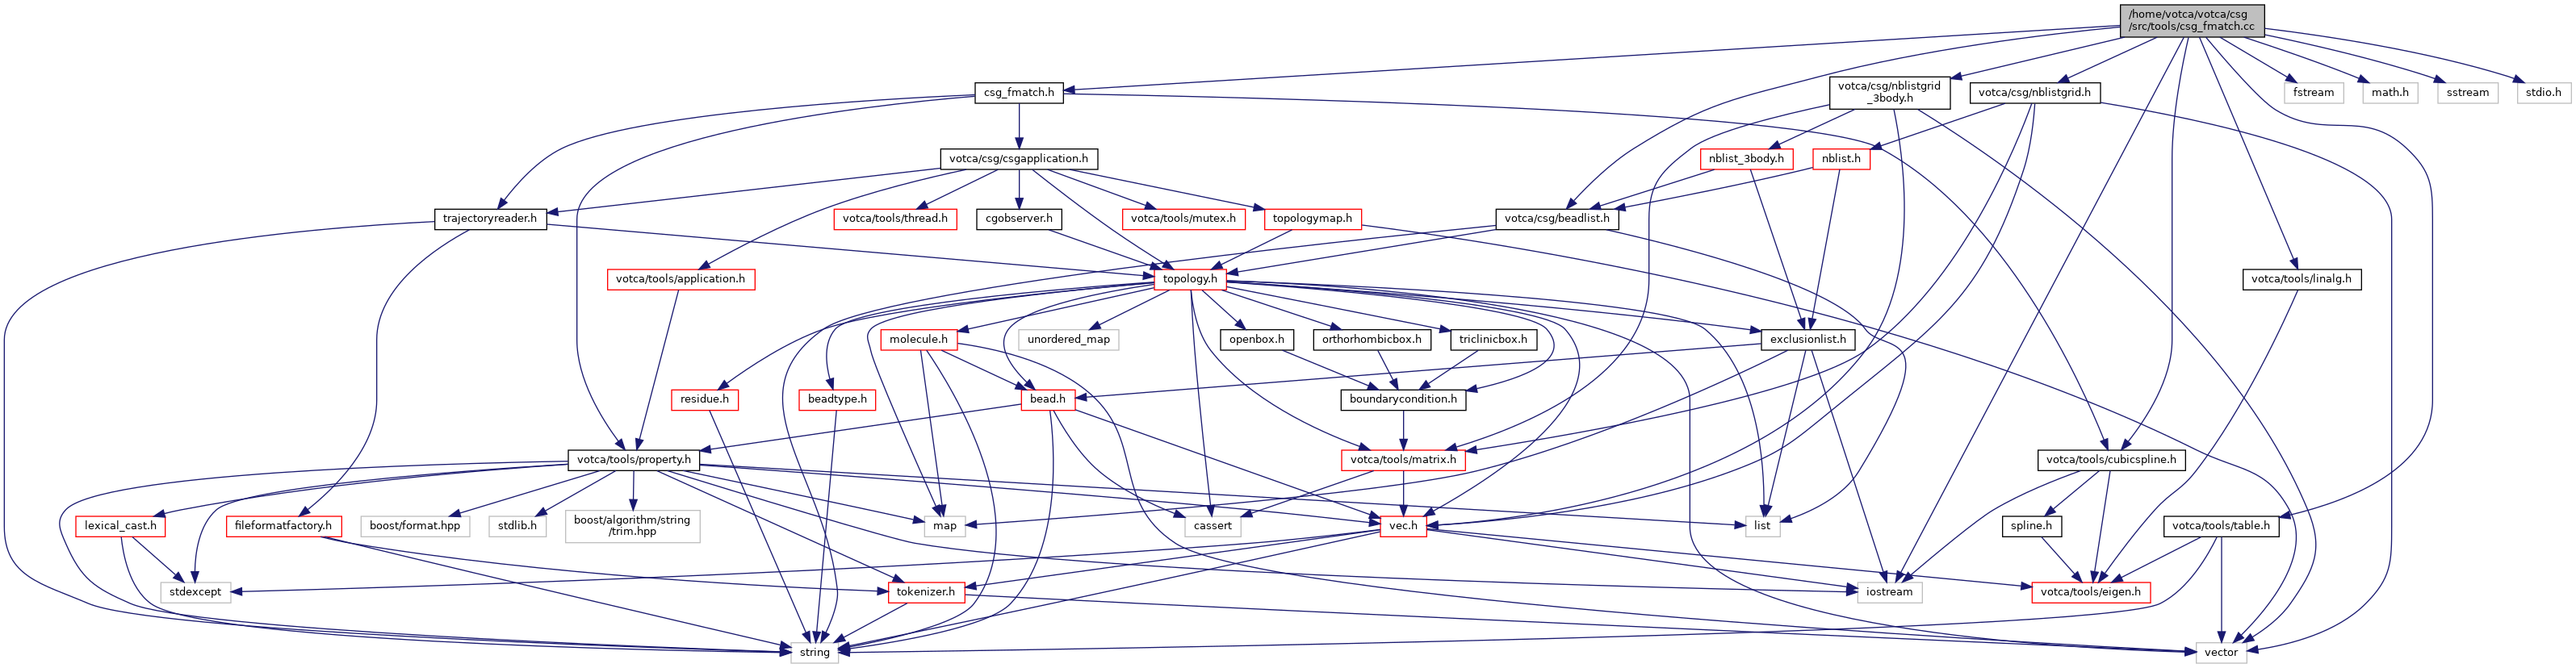 /home/votca/votca/csg
/src/tools/csg_fmatch.cc
csg_fmatch.h
votca/csg/nblistgrid
_3body.h
votca/csg/nblistgrid.h
fstream
math.h
sstream
stdio.h
votca/csg/csgapplication.h
nblist_3body.h
nblist.h
trajectoryreader.h
votca/tools/thread.h
cgobserver.h
votca/tools/mutex.h
topologymap.h
votca/csg/beadlist.h
votca/tools/application.h
topology.h
votca/tools/linalg.h
molecule.h
unordered_map
openbox.h
orthorhombicbox.h
triclinicbox.h
exclusionlist.h
residue.h
beadtype.h
bead.h
boundarycondition.h
votca/tools/property.h
votca/tools/matrix.h
votca/tools/cubicspline.h
lexical_cast.h
fileformatfactory.h
boost/format.hpp
stdlib.h
boost/algorithm/string
/trim.hpp
map
cassert
vec.h
list
spline.h
votca/tools/table.h
stdexcept
tokenizer.h
iostream
votca/tools/eigen.h
string
vector